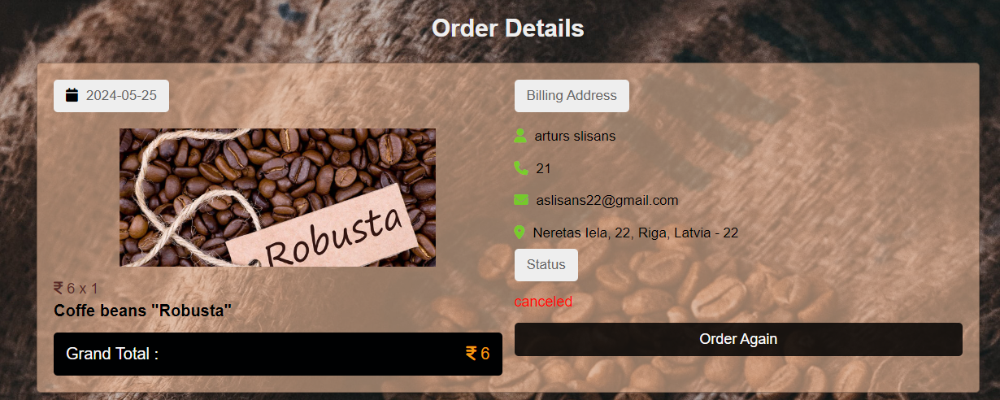 Order Details
2024-05-25
Robusta
₹ 6 x 1
Coffe beans "Robusta"
Grand Total :
₹ 6
Billing Address
arturs slisans
21
aslisans22@gmail.com
Neretas Iela, 22, Riga, Latvia - 22
Status
canceled
Order Again